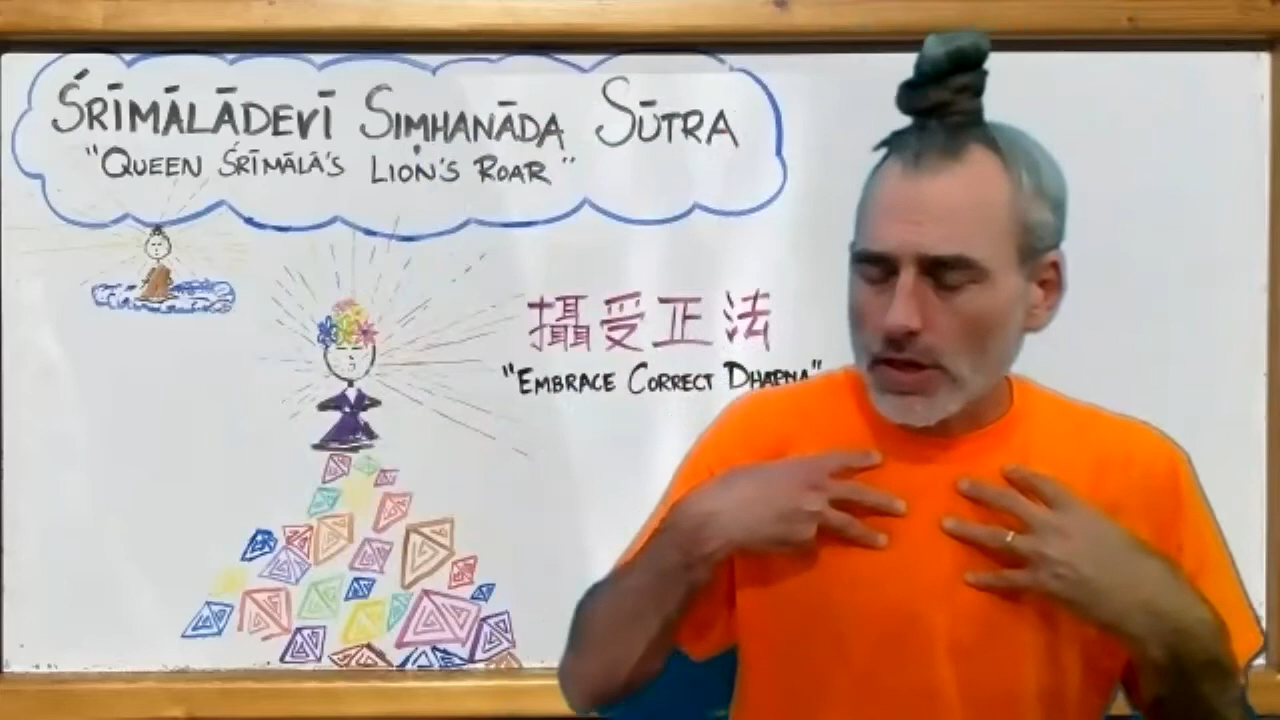 ŚRĪMĀLĀDEVĪ SIṂHANĀDA SŪTRA
"QUEEN ŚRĪMĀLĀ'S LION'S ROAR"
攝受正法
"EMBRACE CORRECT DHARMA"